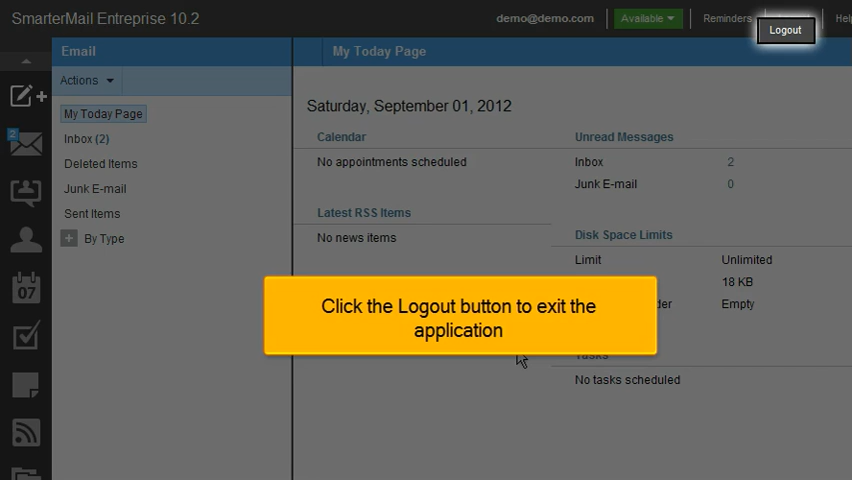 SmarterMail Entreprise 10.2
demo@demo.com
Available
Reminders
Logout
Email
My Today Page
Actions
My Today Page
Inbox (2)
Deleted Items
Junk E-mail
Sent Items
By Type
2
07
Saturday, September 01, 2012
Calendar
No appointments scheduled
Unread Messages
Inbox 2
Junk E-mail 0
Latest RSS Items
No news items
Disk Space Limits
Limit Unlimited
18 KB
Empty
Click the Logout button to exit the
application
Tasks
No tasks scheduled